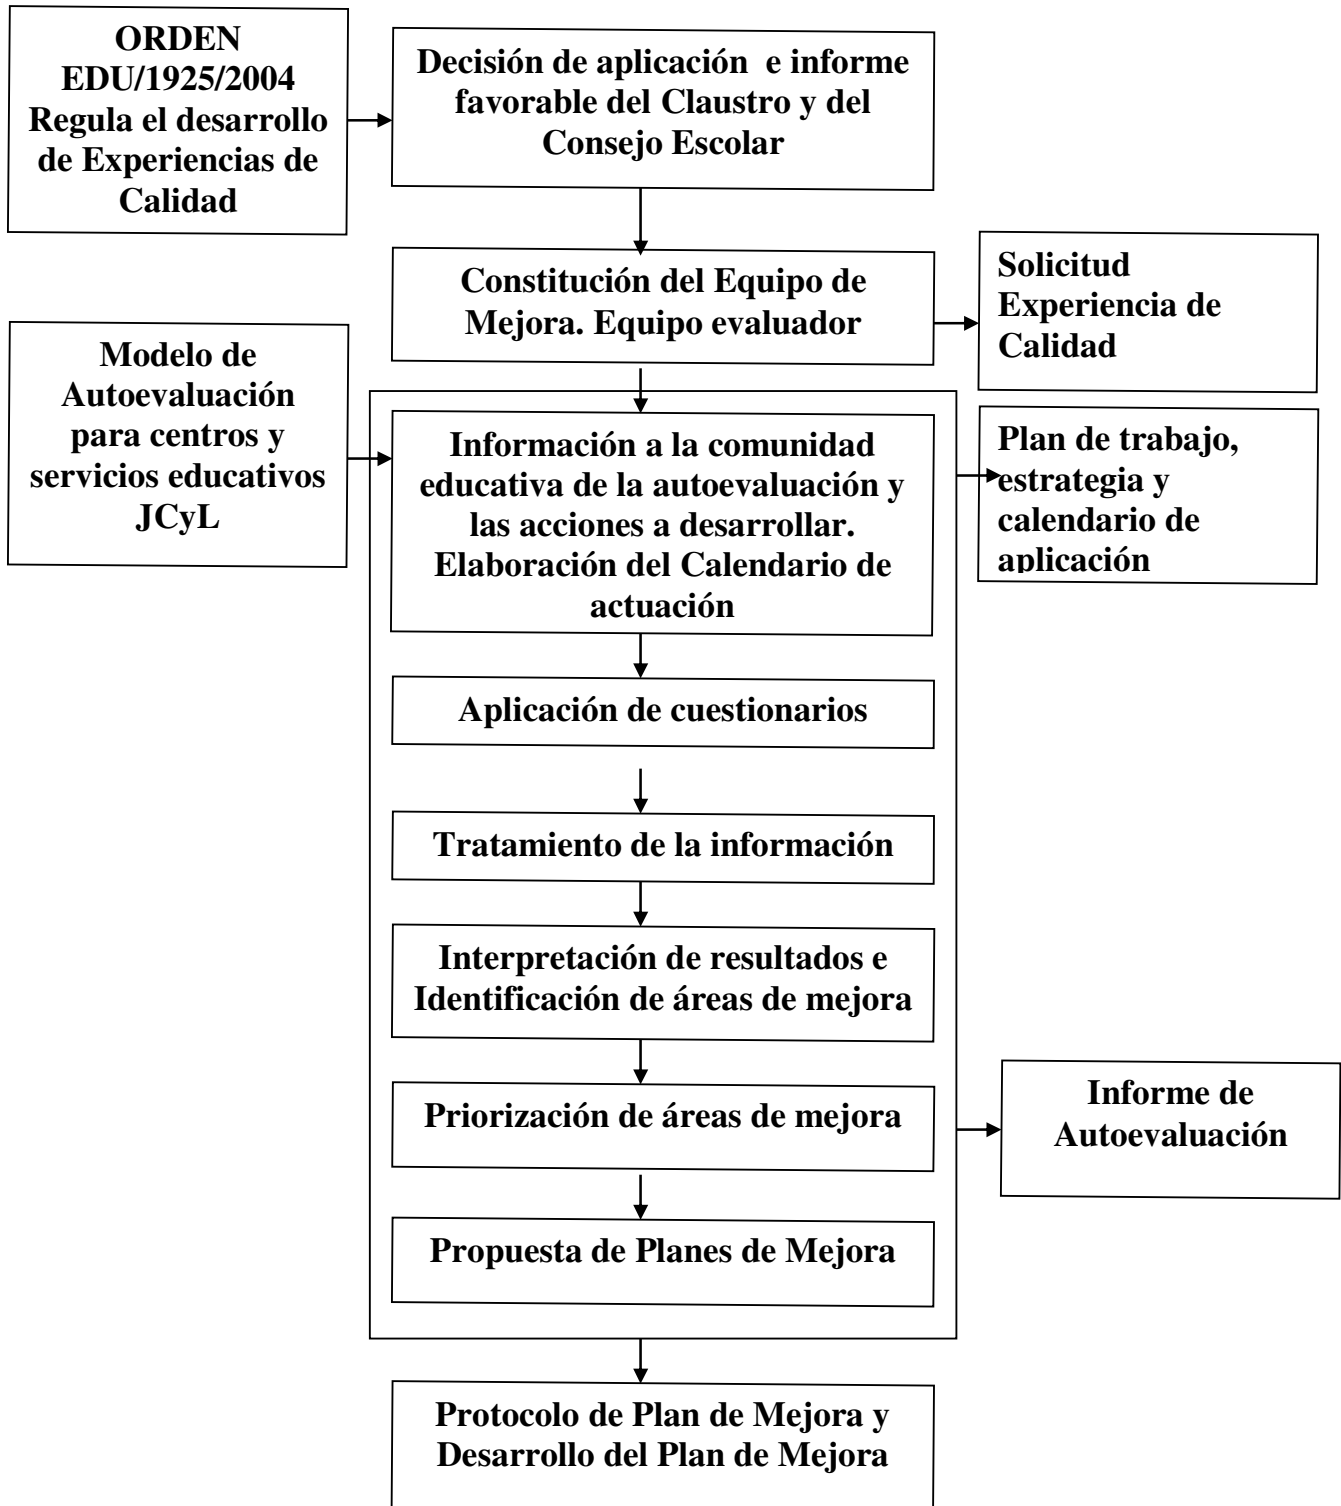 ORDEN
EDU/1925/2004
Regula el desarrollo
de Experiencias de
Calidad
Decisión de aplicación e informe
favorable del Claustro y del
Consejo Escolar
Constitución del Equipo de
Mejora. Equipo evaluador
Solicitud
Experiencia de
Calidad
Modelo de
Autoevaluación
para centros y
servicios educativos
JCyL
Información a la comunidad
educativa de la autoevaluación y
las acciones a desarrollar.
Elaboración del Calendario de
actuación
Plan de trabajo,
estrategia y
calendario de
aplicación
Aplicación de cuestionarios
Tratamiento de la información
Interpretación de resultados e
Identificación de áreas de mejora
Priorización de áreas de mejora
Informe de
Autoevaluación
Propuesta de Planes de Mejora
Protocolo de Plan de Mejora y
Desarrollo del Plan de Mejora